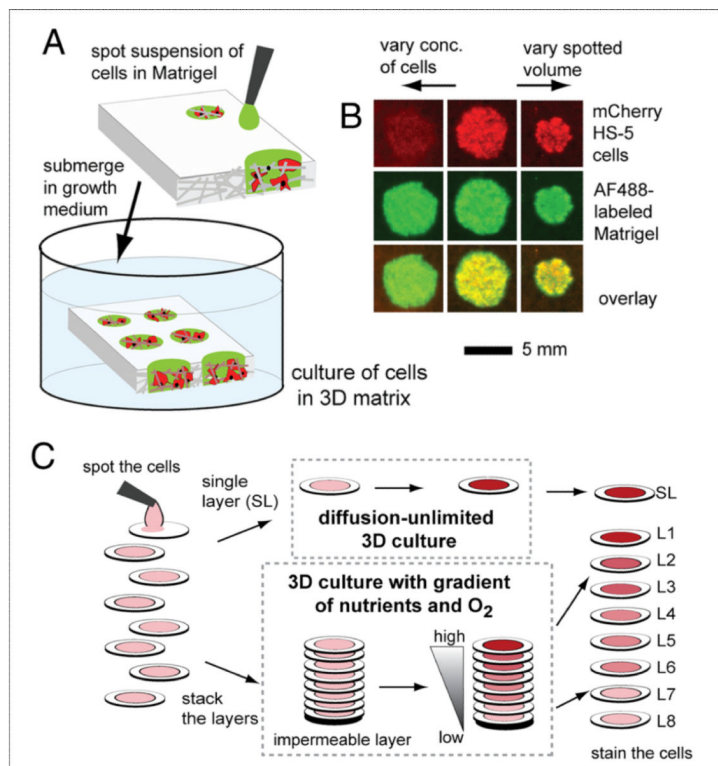 A
spot suspension of
cells in Matrigel
submerge
in growth
medium
culture of cells
in 3D matrix
vary conc.
of cells
vary spotted
volume
B
mCherry
HS-5
cells
AF488-
labeled
Matrigel
overlay
5 mm
C
spot the cells
single
layer (SL)
diffusion-unlimited
3D culture
SL
3D culture with gradient
of nutrients and O2
high
low
stack
the layers
impermeable layer
L1
L2
L3
L4
L5
L6
L7
L8
stain the cells